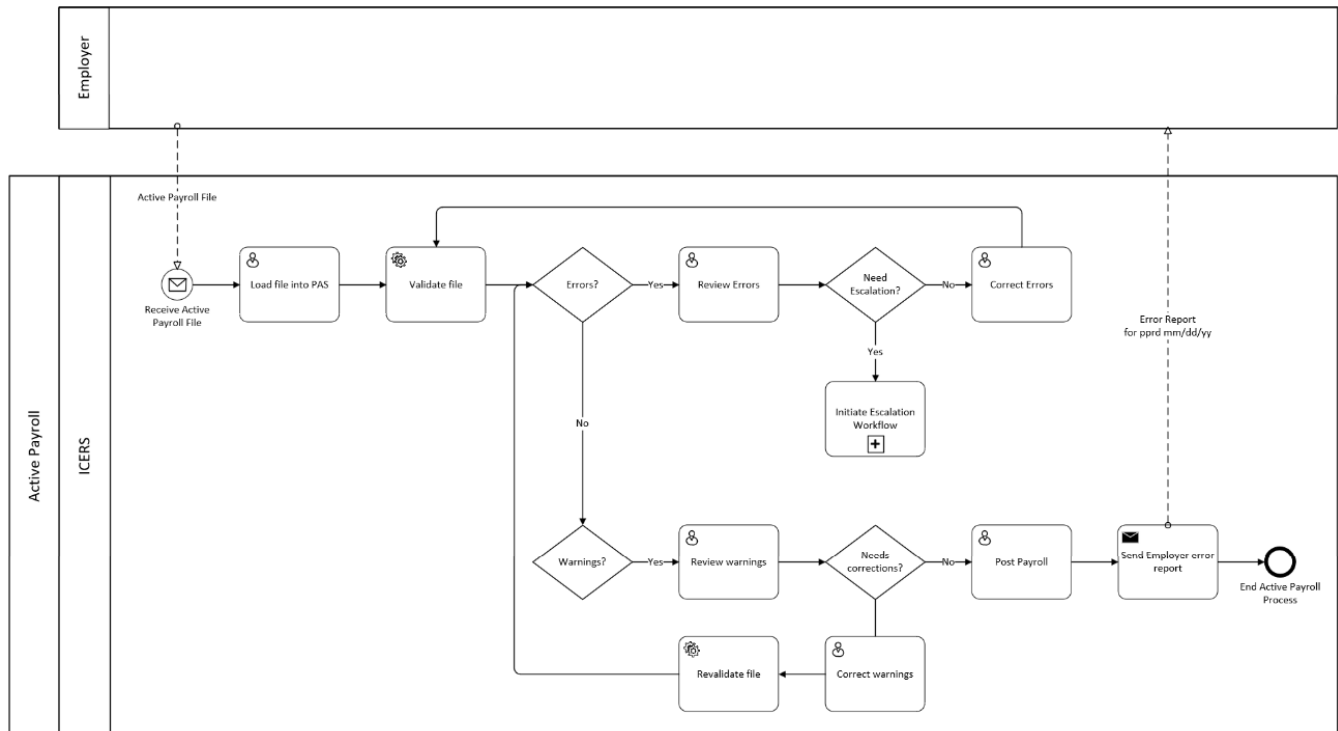 Employer
Active Payroll File
Active Payroll
ICERS
Receive Active
Payroll File
Load file into PAS
Validate file
Errors?
Yes
Review Errors
Need
Escalation?
No
Correct Errors
Error Report
for pprd mm/dd/yy
Yes
Initiate Escalation
Workflow
No
Warnings?
Yes
Review warnings
Needs
corrections?
No
Post Payroll
Send Employer error
report
End Active Payroll
Process
Revalidate file
Correct warnings